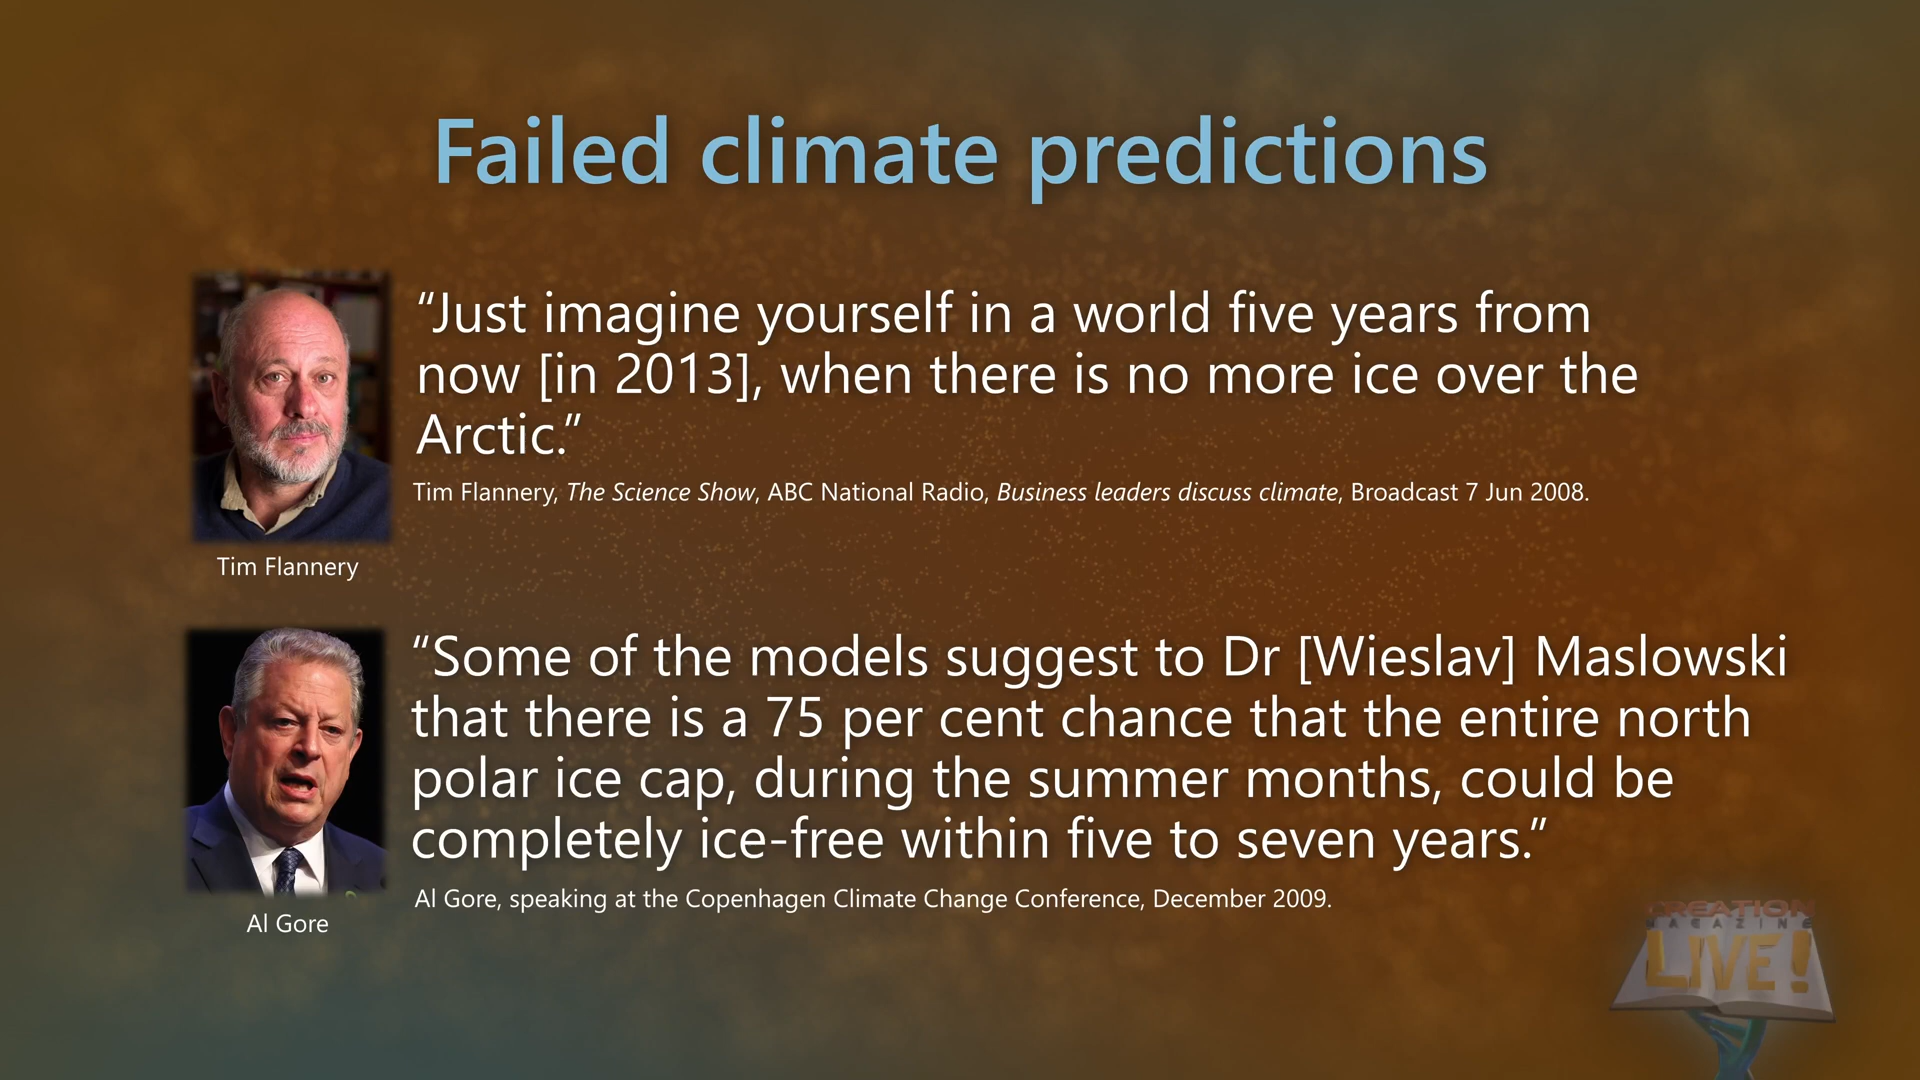 Failed climate predictions
“Just imagine yourself in a world five years from
now [in 2013], when there is no more ice over the
Arctic.”
Tim Flannery, The Science Show, ABC National Radio, Business leaders discuss climate, Broadcast 7 Jun 2008.
Tim Flannery
“Some of the models suggest to Dr [Wieslav] Maslowski
that there is a 75 per cent chance that the entire north
polar ice cap, during the summer months, could be
completely ice-free within five to seven years.”
Al Gore, speaking at the Copenhagen Climate Change Conference, December 2009.
Al Gore
CREATION
MAGAZINE
LIVE!